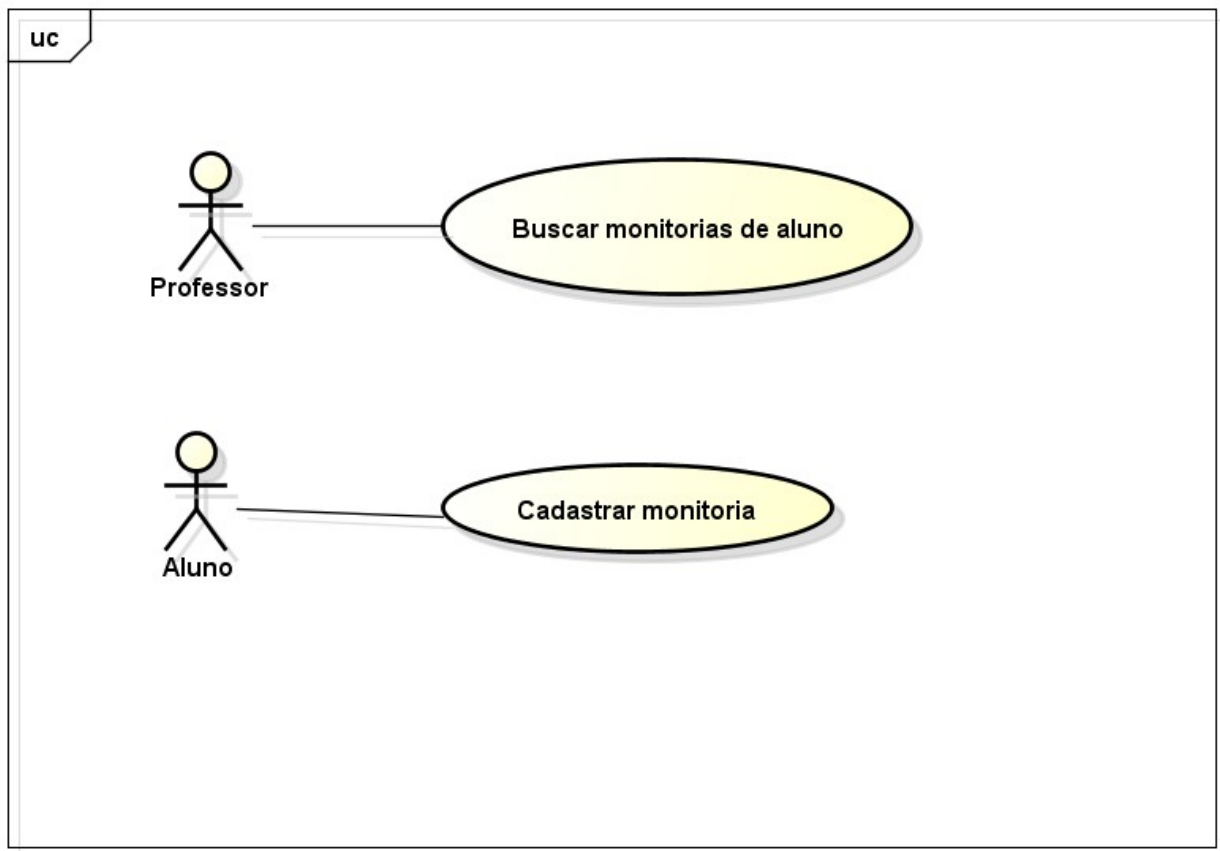 uc
Buscar monitorias de aluno
Professor
Cadastrar monitoria
Aluno